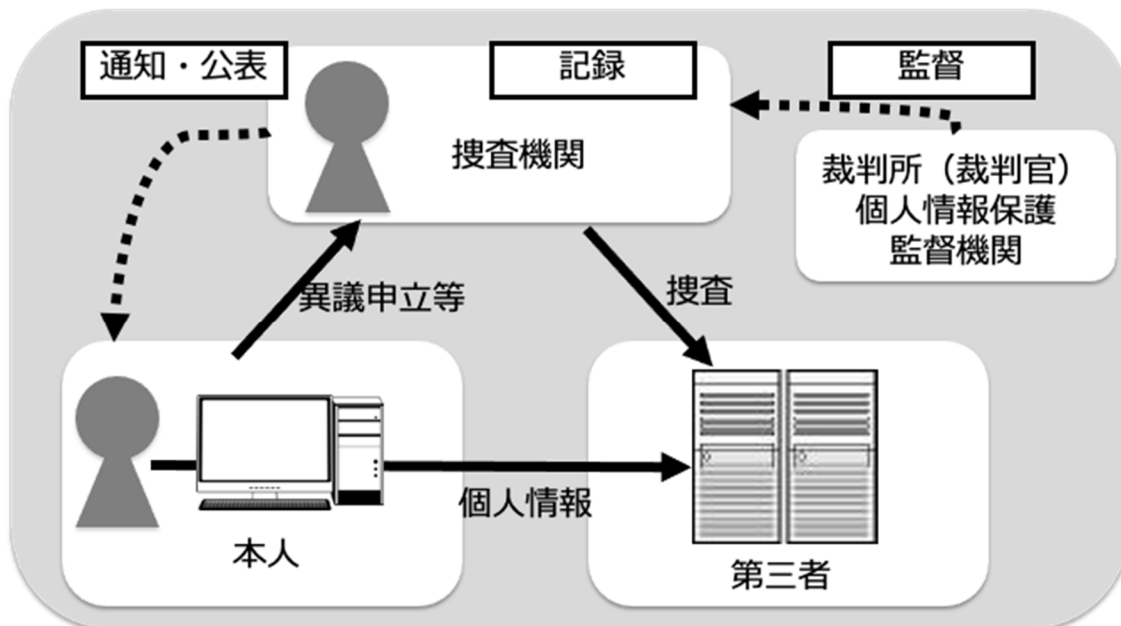 通知・公表
記録
監督
捜査機関
裁判所（裁判官）
個人情報保護
監督機関
異議申立等
捜査
個人情報
本人
第三者